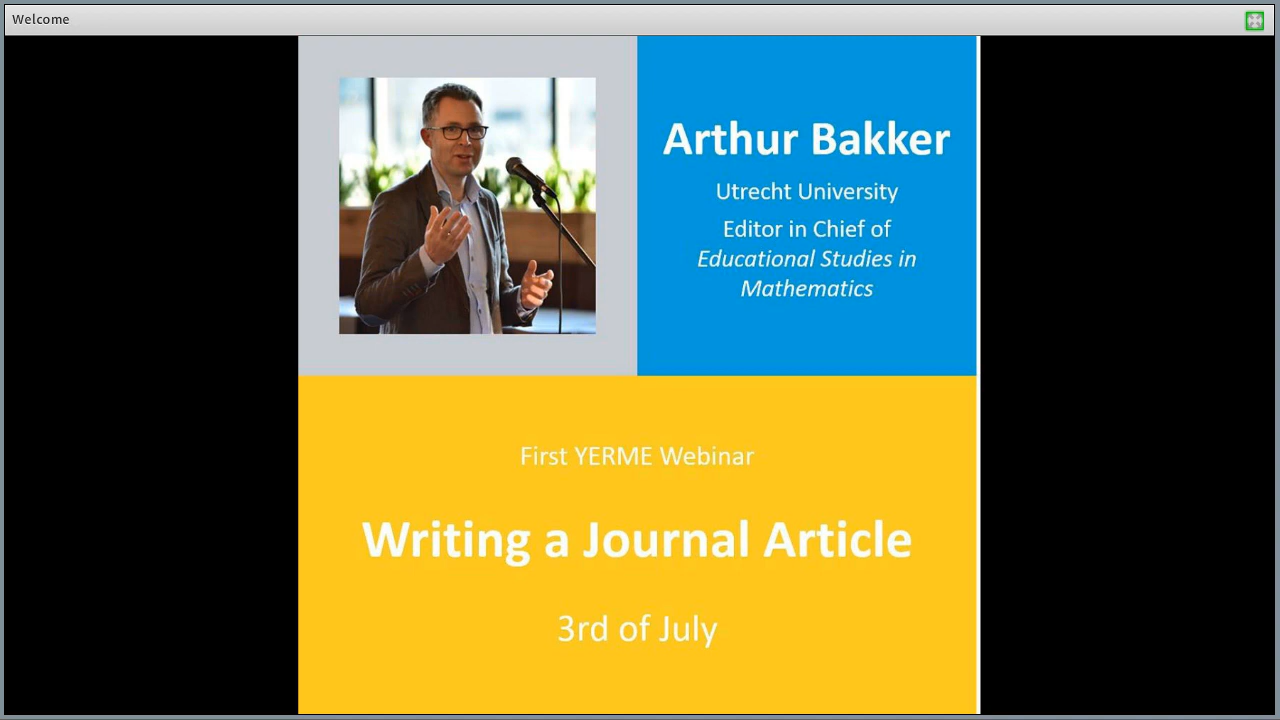 Welcome
Arthur Bakker
Utrecht University
Editor in Chief of
Educational Studies in
Mathematics
First YERME Webinar
Writing a Journal Article
3rd of July